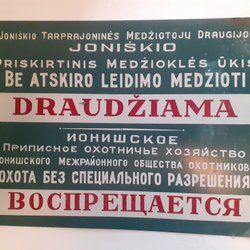 Joniškio Tarprajoninės Medžiotojų Draugijos
JONIŠKIO
Priskirtinis Medžioklės Ūkis
Be atskiro leidimo medžioti
DRAUDŽIAMA
ИОНИШСКОЕ
Приписное охотничье хозяйство
Ионишского Межрайонного общества охотников
Охота без специального разрешения
ВОСПРЕЩАЕТСЯ